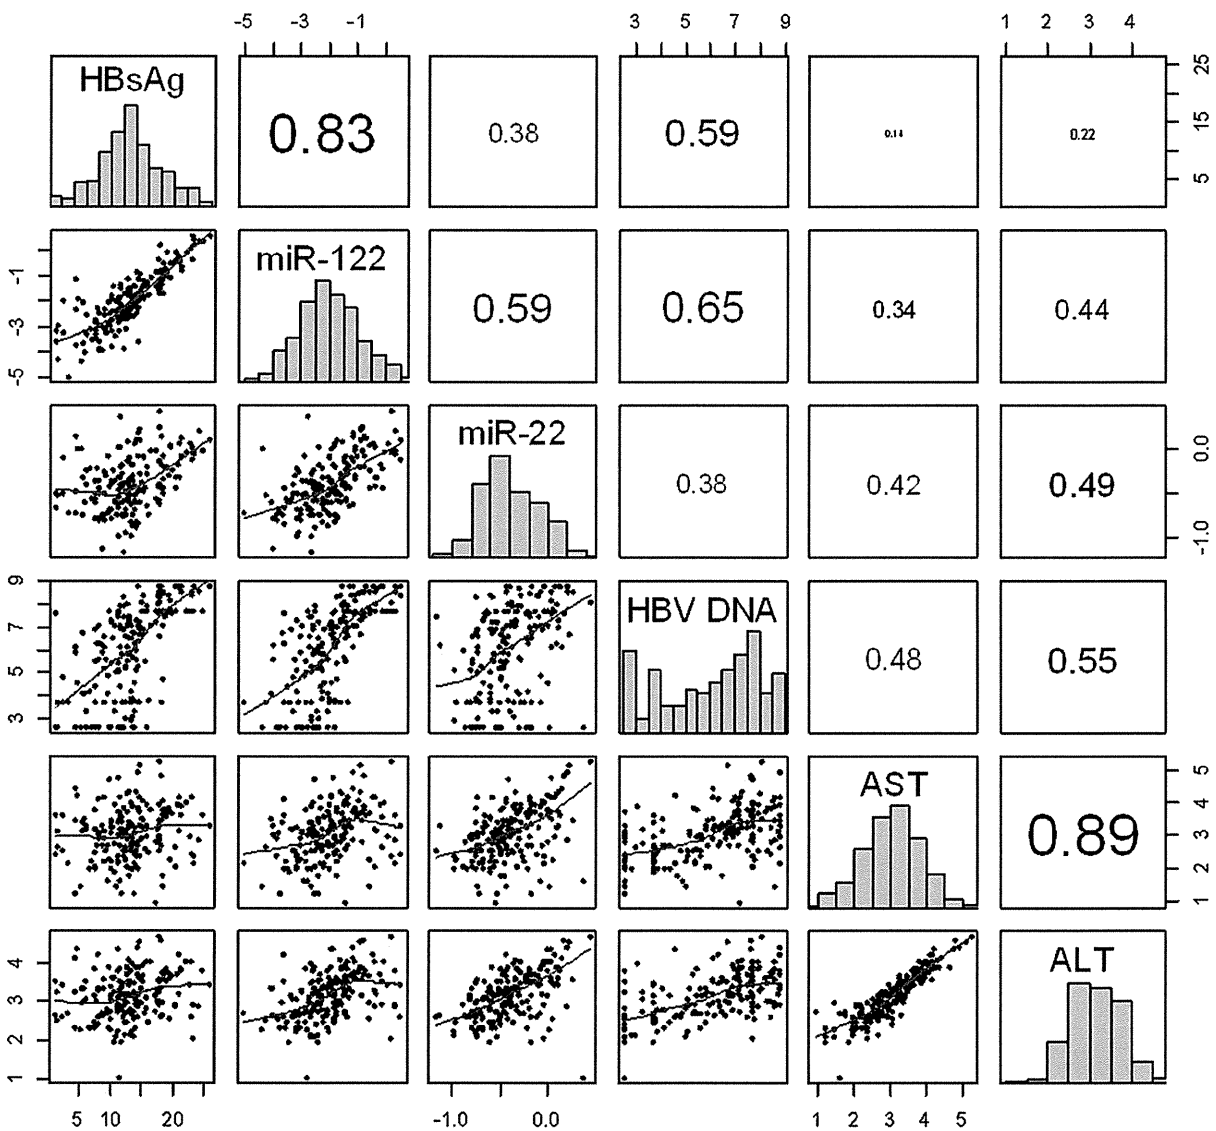 -5 -3 -1 3 5 7 9 1 2 3 4
HBsAg 0.83 0.38 0.59 0.22 5 15 25
-5 -3 -1 miR-122 0.59 0.65 0.34 0.44
miR-22 0.38 0.42 0.49 -1.0 0.0
3 5 7 9 HBV DNA 0.48 0.55
AST 0.89 1 2 3 4 5
1 2 3 4 ALT
5 10 20 -1.0 0.0 1 2 3 4 5